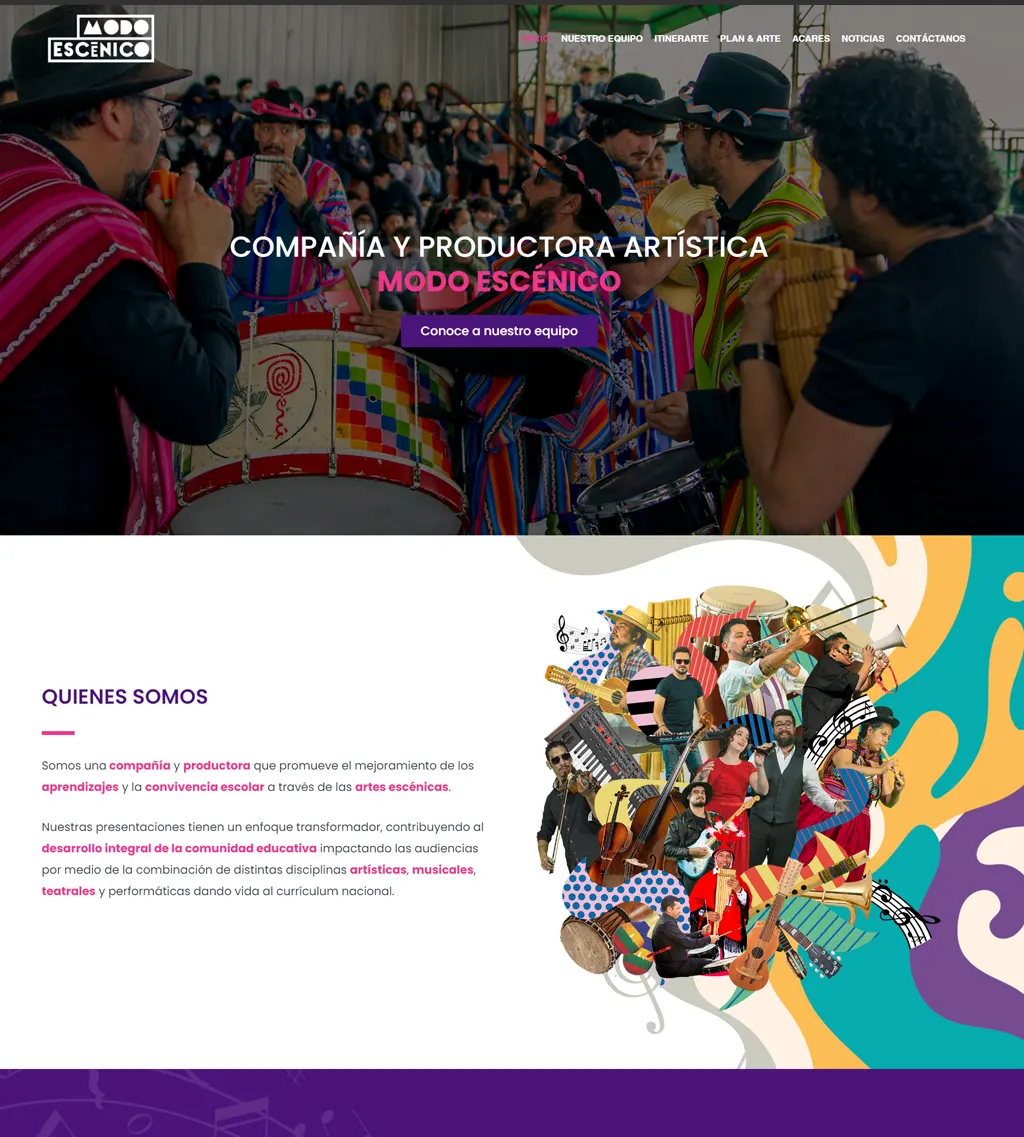 MODO
ESCÉNICO
INICIO
NUESTRO EQUIPO
ITINERARTE
PLAN & ARTE
ACARES
NOTICIAS
CONTÁCTANOS
COMPAÑÍA Y PRODUCTORA ARTÍSTICA
MODO ESCÉNICO
Conoce a nuestro equipo
QUIENES SOMOS
Somos una compañía y productora que promueve el mejoramiento de los
aprendizajes y la convivencia escolar a través de las artes escénicas.
Nuestras presentaciones tienen un enfoque transformador, contribuyendo al
desarrollo integral de la comunidad educativa impactando las audiencias
por medio de la combinación de distintas disciplinas artísticas, musicales,
teatrales y performáticas dando vida al currículum nacional.